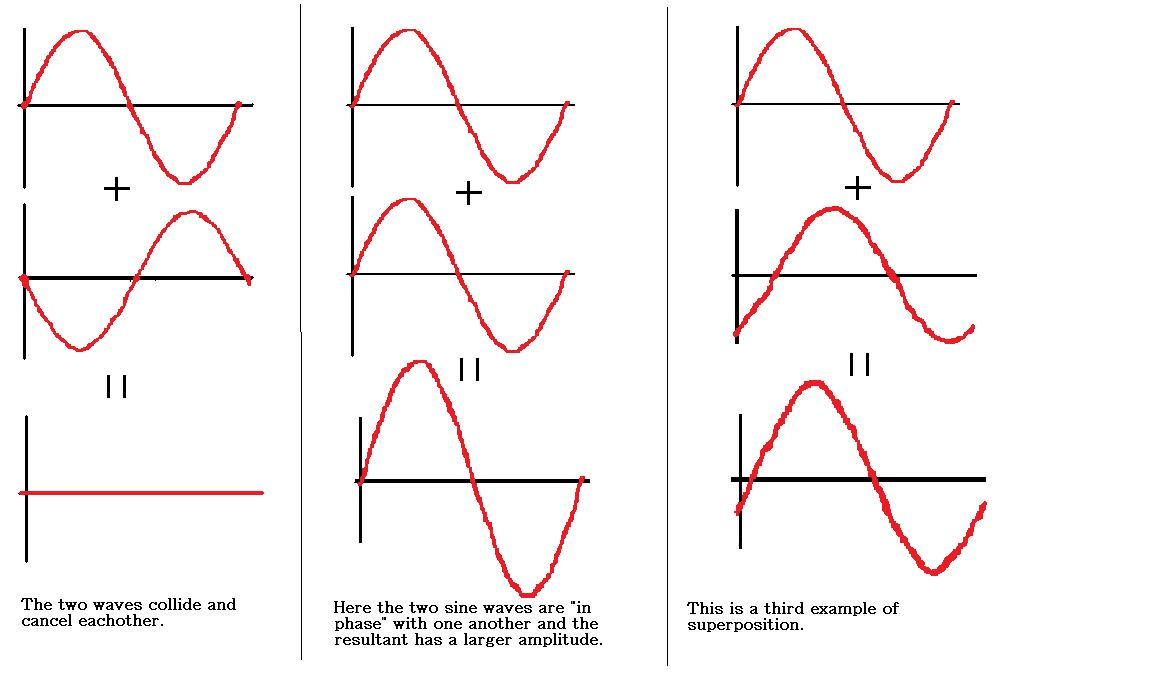 +
+
+
=
=
=
The two waves collide and
cancel eachother.
Here the two sine waves are "in
phase" with one another and the
resultant has a larger amplitude.
This is a third example of
superposition.